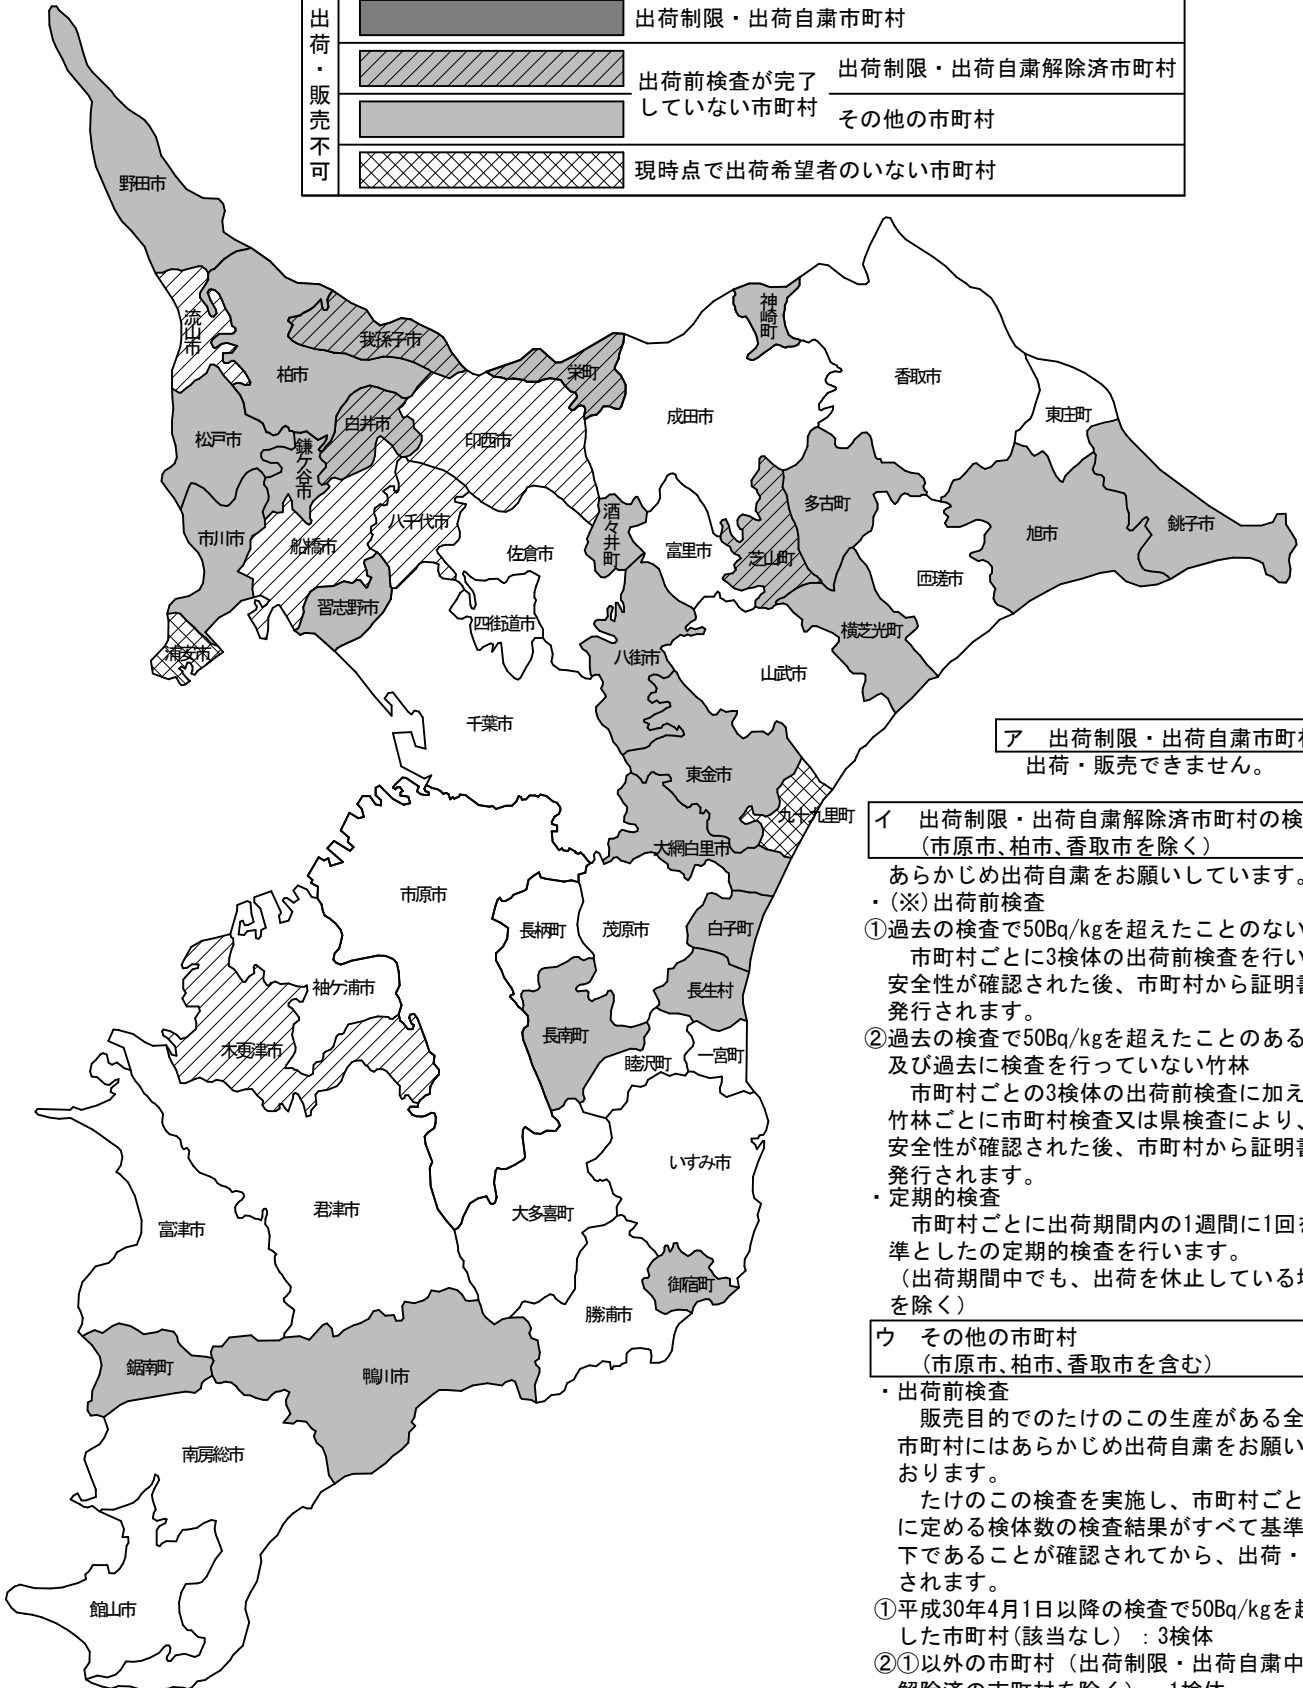 出荷・販売不可
出荷制限・出荷自粛市町村
出荷前検査が完了
していない市町村
出荷制限・出荷自粛解除済市町村
その他の市町村
現時点で出荷希望者のいない市町村
野田市
流山市
我孫子市
柏市
神崎町
栄町
香取市
成田市
東庄町
松戸市
鎌ケ谷市
白井市
印西市
市川市
船橋市
八千代市
佐倉市
酒々井町
富里市
芝山町
多古町
旭市
銚子市
匝瑳市
習志野市
四街道市
横芝光町
浦安市
八街市
山武市
千葉市
東金市
九十九里町
大網白里市
市原市
長柄町
茂原市
白子町
袖ケ浦市
長生村
木更津市
長南町
睦沢町
一宮町
いすみ市
富津市
君津市
大多喜町
御宿町
勝浦市
鋸南町
鴨川市
南房総市
館山市
ア　出荷制限・出荷自粛市町
出荷・販売できません。
イ　出荷制限・出荷自粛解除済市町村の検
（市原市、柏市、香取市を除く）
あらかじめ出荷自粛をお願いしています。
・(※)出荷前検査
①過去の検査で50Bq/kgを超えたことのない
市町村ごとに3検体の出荷前検査を行い
安全性が確認された後、市町村から証明書
発行されます。
②過去の検査で50Bq/kgを超えたことのある
及び過去に検査を行っていない竹林
市町村ごとの3検体の出荷前検査に加え
竹林ごとに市町村検査又は県検査により、
安全性が確認された後、市町村から証明書
発行されます。
・定期的検査
市町村ごとに出荷期間内の1週間に1回
準としたの定期的検査を行います。
（出荷期間中でも、出荷を休止している
を除く）
ウ　その他の市町村
（市原市、柏市、香取市を含む）
・出荷前検査
販売目的でのたけのこの生産がある全
市町村にはあらかじめ出荷自粛をお願い
おります。
たけのこの検査を実施し、市町村ごと
に定める検体数の検査結果がすべて基準
下であることが確認されてから、出荷・
されます。
①平成30年4月1日以降の検査で50Bq/kgを
した市町村(該当なし）：3検体
②①以外の市町村（出荷制限・出荷自粛中